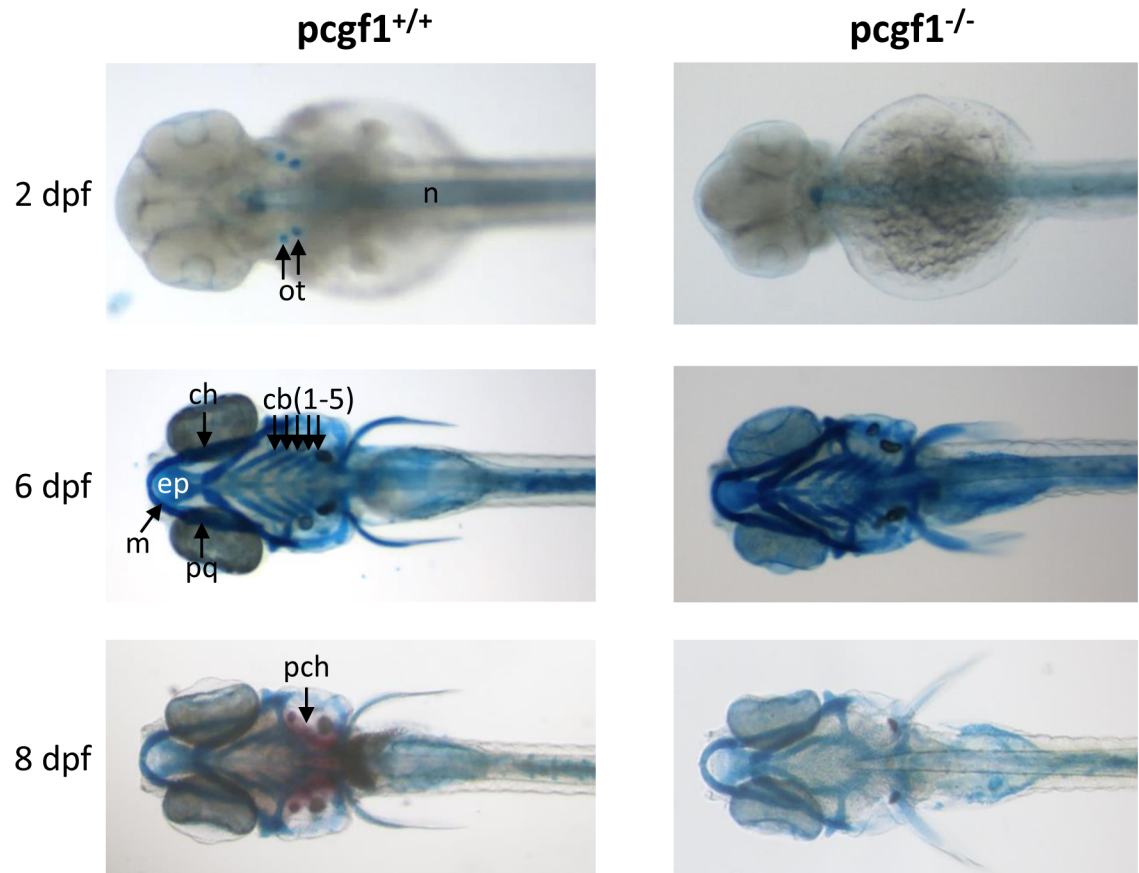 pcgf1+/+
pcgf1-/-
2 dpf
n
ot
6 dpf
ch
cb(1-5)
ep
m
pq
8 dpf
pch